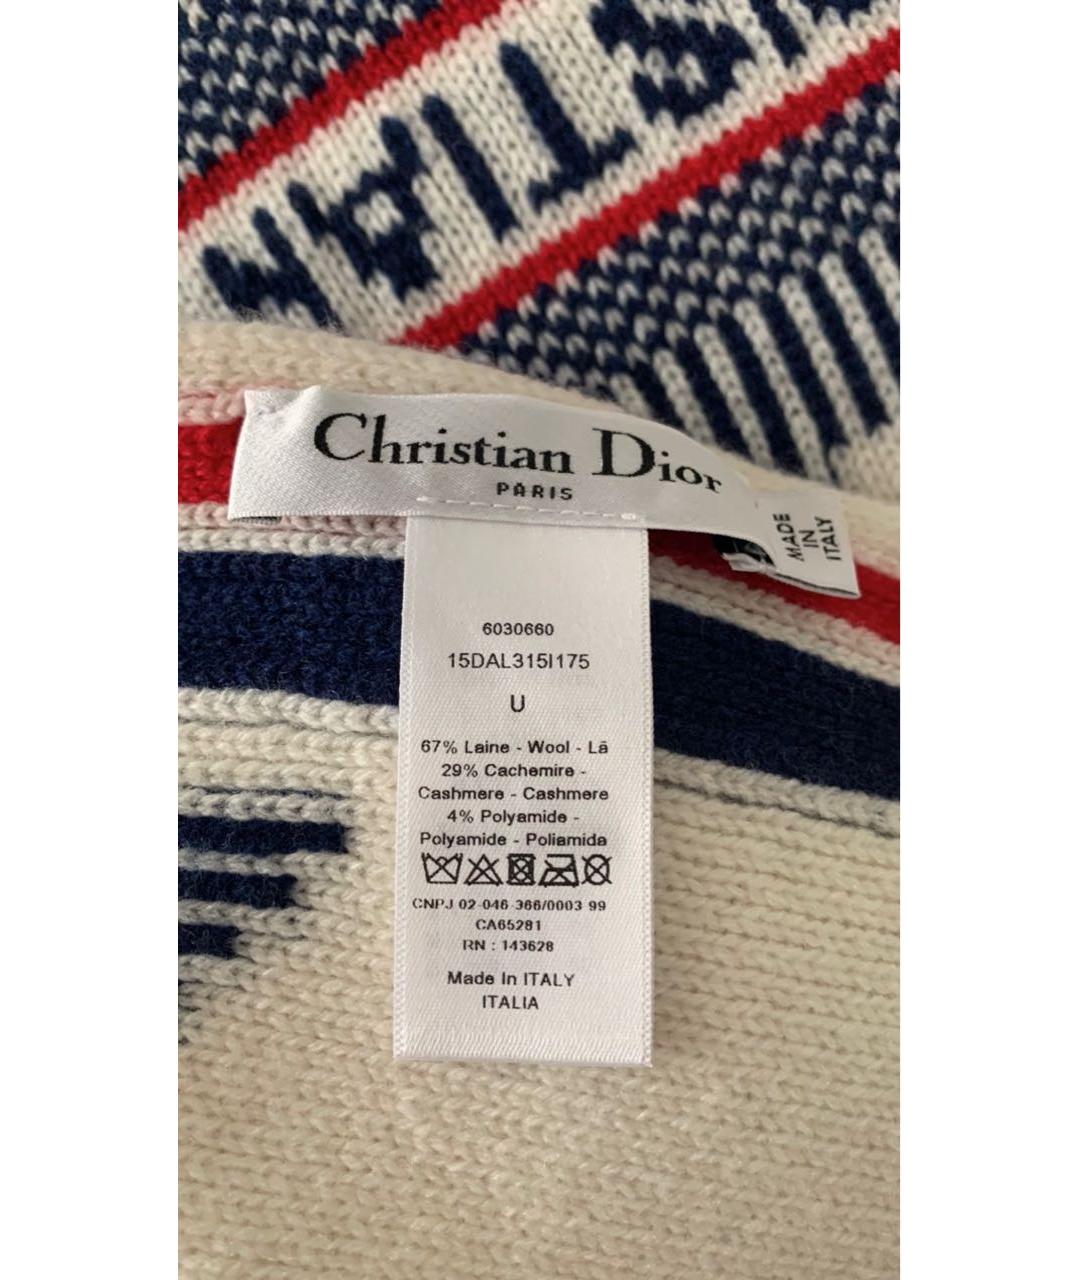 STIAN
Christian Dior
PARIS
MADE
IN
ITALY
6030660
15DAL315I175
U
67% Laine - Wool - Lã
29% Cachemire -
Cashmere - Cashmere
4% Polyamide -
Polyamide - Poliamida
CNPJ 02-046-366/0003 99
CA65281
RN : 143628
Made In ITALY
ITALIA